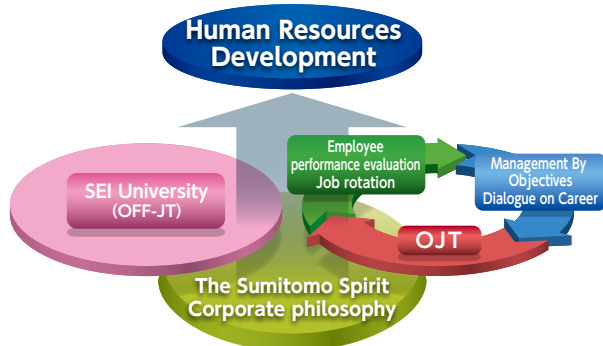 Human Resources
Development
Employee
performance evaluation
Job rotation
Management By
Objectives
Dialogue on Career
SEI University
(OFF-JT)
OJT
The Sumitomo Spirit
Corporate philosophy